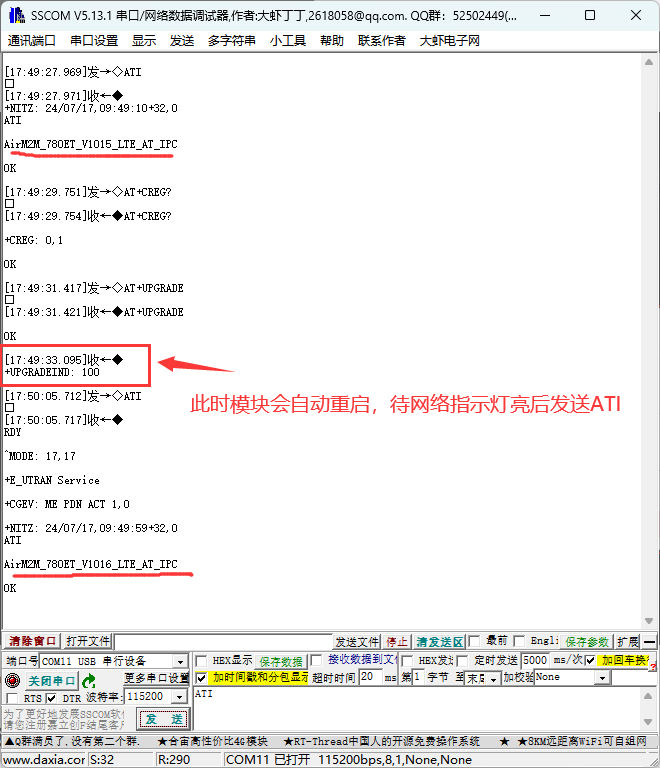 SSCOM V5.13.1 串口/网络数据调试器,作者:大虾丁丁,2618058@qq.com. QQ群：52502449(...
通讯端口 串口设置 显示 发送 多字符串 小工具 帮助 联系作者 大虾电子网
[17:49:27.969]发→◇ATI
□
[17:49:27.971]收←◆
+NITZ: 24/07/17,09:49:10+32,0
ATI
AirM2M_780ET_V1015_LTE_AT_IPC
OK
[17:49:29.751]发→◇AT+CREG?
□
[17:49:29.754]收←◆AT+CREG?
+CREG: 0,1
OK
[17:49:31.417]发→◇AT+UPGRADE
□
[17:49:31.421]收←◆AT+UPGRADE
OK
[17:49:33.095]收←◆
+UPGRADEIND: 100
[17:50:05.712]发→◇ATI
此时模块会自动重启，待网络指示灯亮后发送ATI
□
[17:50:05.717]收←◆
RDY
^MODE: 17,17
+E_UTRAN Service
+CGEV: ME PDN ACT 1,0
+NITZ: 24/07/17,09:49:59+32,0
ATI
AirM2M_780ET_V1016_LTE_AT_IPC
OK
清除窗口 打开文件 发送文件 停止 清发送区 最前 Engli 保存参数 扩展 —
端口号 COM11 USB 串行设备 HEX显示 保存数据 接收数据到文 HEX发 定时发送 5000 ms/次 加回车换
关闭串口 更多串口设置 加时间戳和分包显示 超时时间 20 ms 第 1 字节 至 末尾 加校验 None
RTS DTR 波特率: 115200 ATI
为了更好地发展SSCOM软
请您注册嘉立创F结尾客
发 送
▲Q群满员了,没有第二个群. ★合宙高性价比4G模块 ★RT-Thread中国人的开源免费操作系统 ★ ★8KM远距离WiFi可自组网
www.daxia.cor S:32 R:290 COM11 已打开 115200bps,8,1,None,None